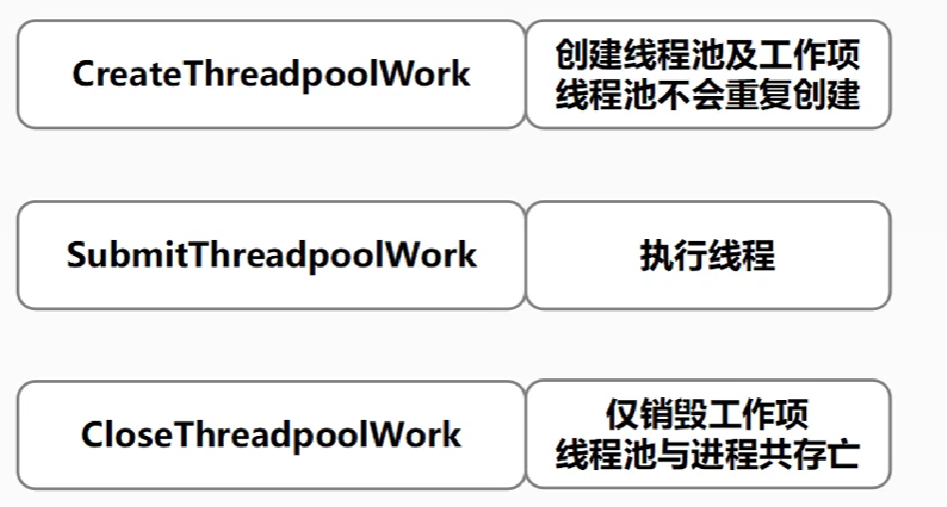 CreateThreadpoolWork
创建线程池及工作项
线程池不会重复创建
SubmitThreadpoolWork
执行线程
CloseThreadpoolWork
仅销毁工作项
线程池与进程共存亡